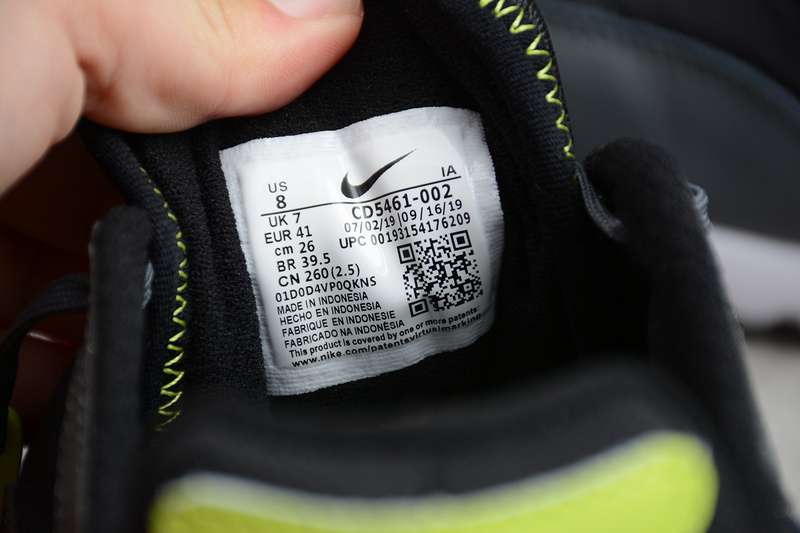 US
8
IA
UK 7
CD5461-002
EUR 41
07/02/19 09/16/19
cm 26
UPC 00193154176209
BR 39.5
CN 260(2.5)
01D0D4VP0QKNS
MADE IN INDONESIA
HECHO EN INDONESIA
FABRIQUE EN INDONESIE
FABRICADO NA INDONÉSIA
This product is covered by one or more patents
www.nike.com/patentsvirtualmarking